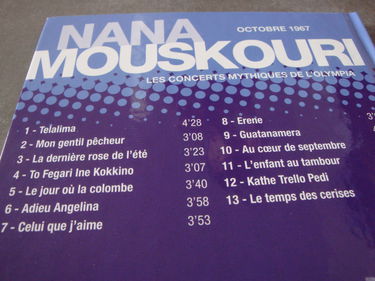 NANA
OCTOBRE 1967
MOUSKOURI
LES CONCERTS MYTHIQUES DE L'OLYMPIA
1 - Telalima 4'28
2 - Mon gentil pêcheur 3'08
3 - La dernière rose de l'été 3'23
4 - To Fegari Ine Kokkino 3'07
5 - Le jour où la colombe 3'40
6 - Adieu Angelina 3'58
7 - Celui que j'aime 3'53
8 - Erene
9 - Guatanamera
10 - Au cœur de septembre
11 - L'enfant au tambour
12 - Kathe Trello Pedi
13 - Le temps des cerises